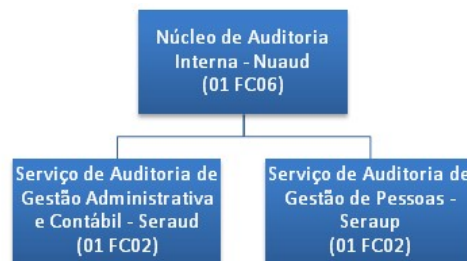 Núcleo de Auditoria
Interna - Nuaud
(01 FC06)
Serviço de Auditoria de
Gestão Administrativa
e Contábil - Seraud
(01 FC02)
Serviço de Auditoria de
Gestão de Pessoas -
Seraup
(01 FC02)